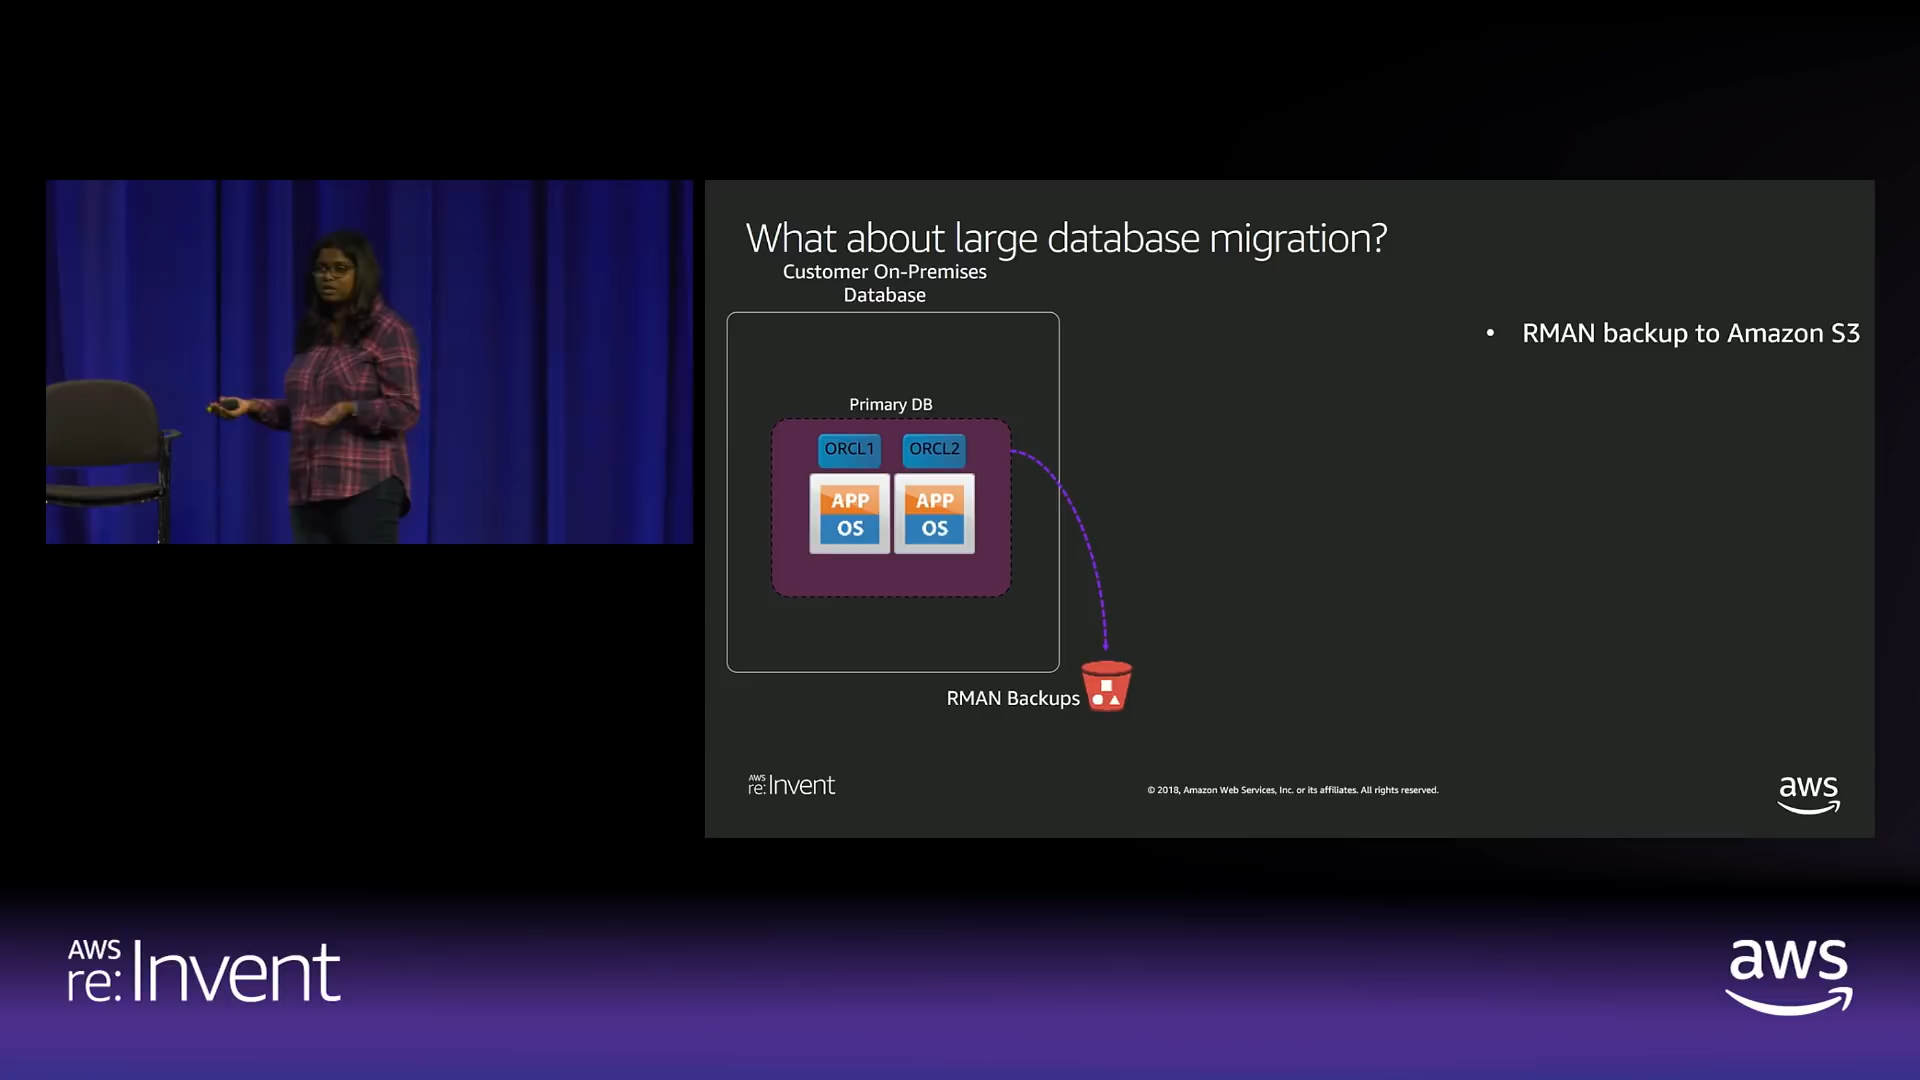 What about large database migration?
Customer On-Premises
Database
• RMAN backup to Amazon S3
Primary DB
ORCL1 ORCL2
APP APP
OS OS
RMAN Backups
AWS
re:Invent
© 2018, Amazon Web Services, Inc. or its affiliates. All rights reserved.
aws
AWS
re:Invent
aws